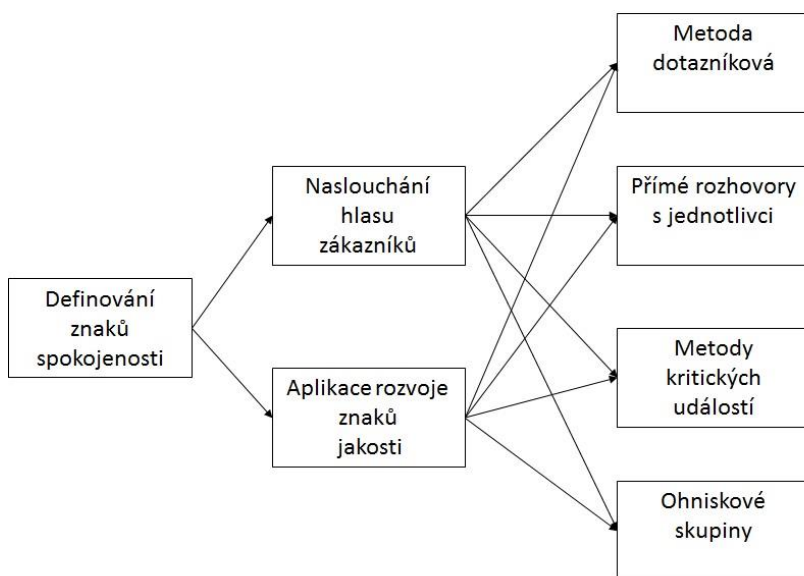 Definování
znaků
spokojenosti
Naslouchání
hlasu
zákazníků
Aplikace rozvoje
znaků
jakosti
Metoda
dotazníková
Přímé rozhovory
s jednotlivci
Metody
kritických
událostí
Ohniskové
skupiny